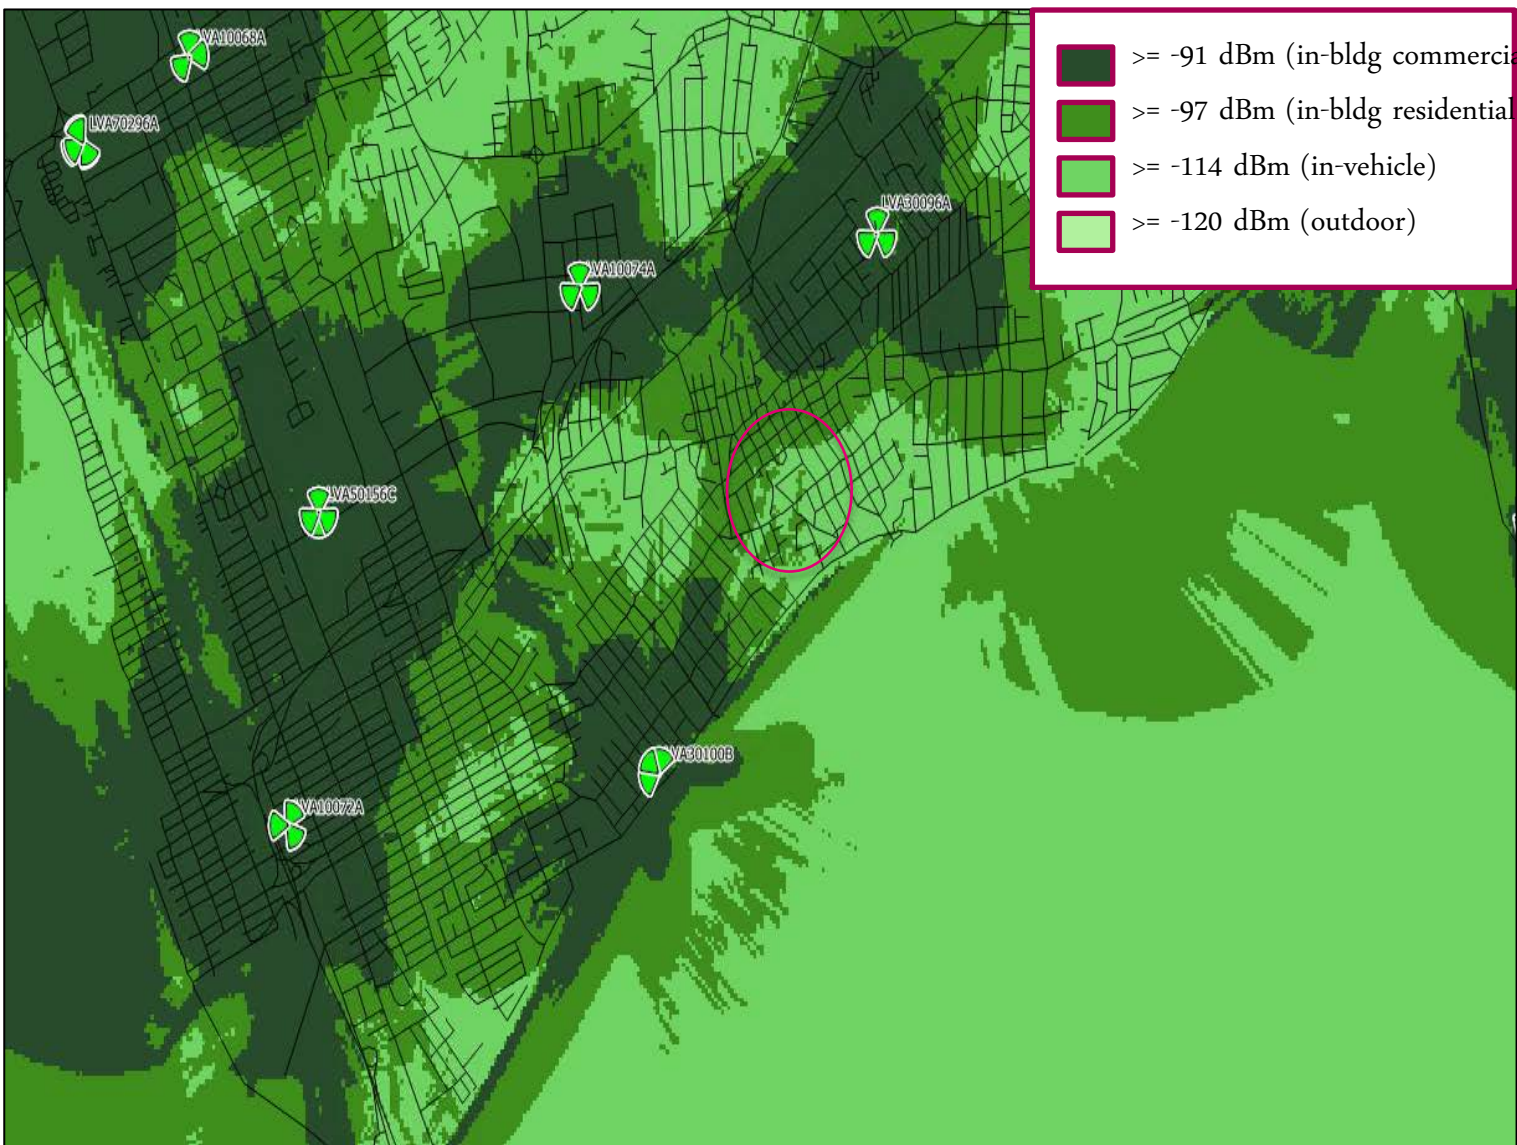 VA10068A
LVA70296A
>= -91 dBm (in-bldg commercia
>= -97 dBm (in-bldg residential
>= -114 dBm (in-vehicle)
>= -120 dBm (outdoor)
LVA30096A
LVA10074A
LVA50156C
VA30100B
VA10072A